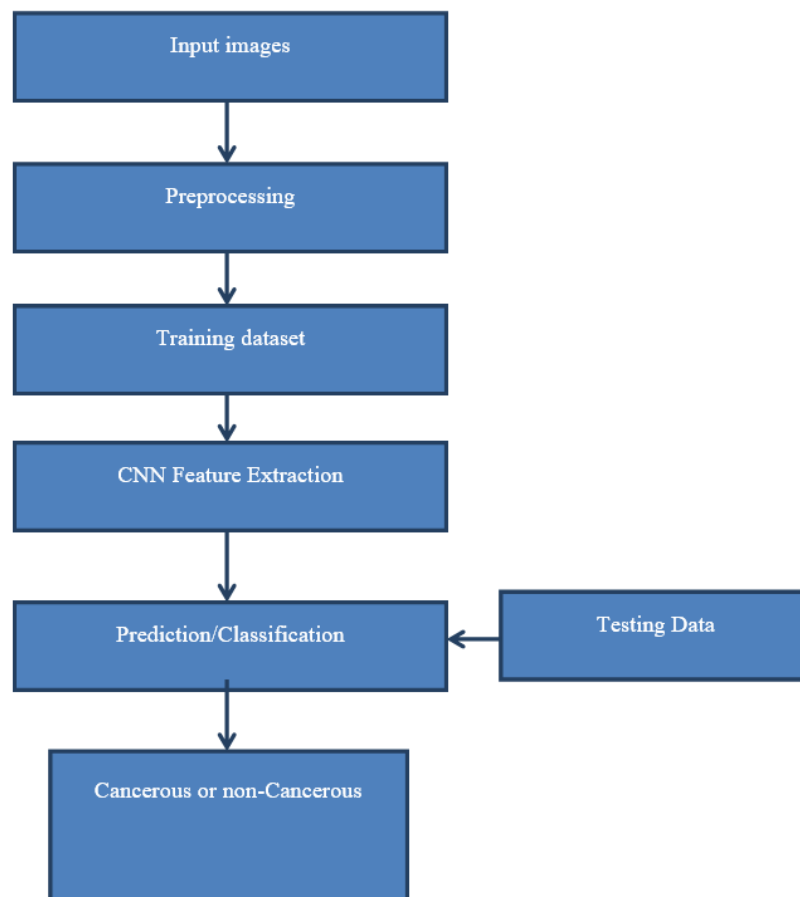 Input images
Preprocessing
Training dataset
CNN Feature Extraction
Prediction/Classification
Testing Data
Cancerous or non-Cancerous